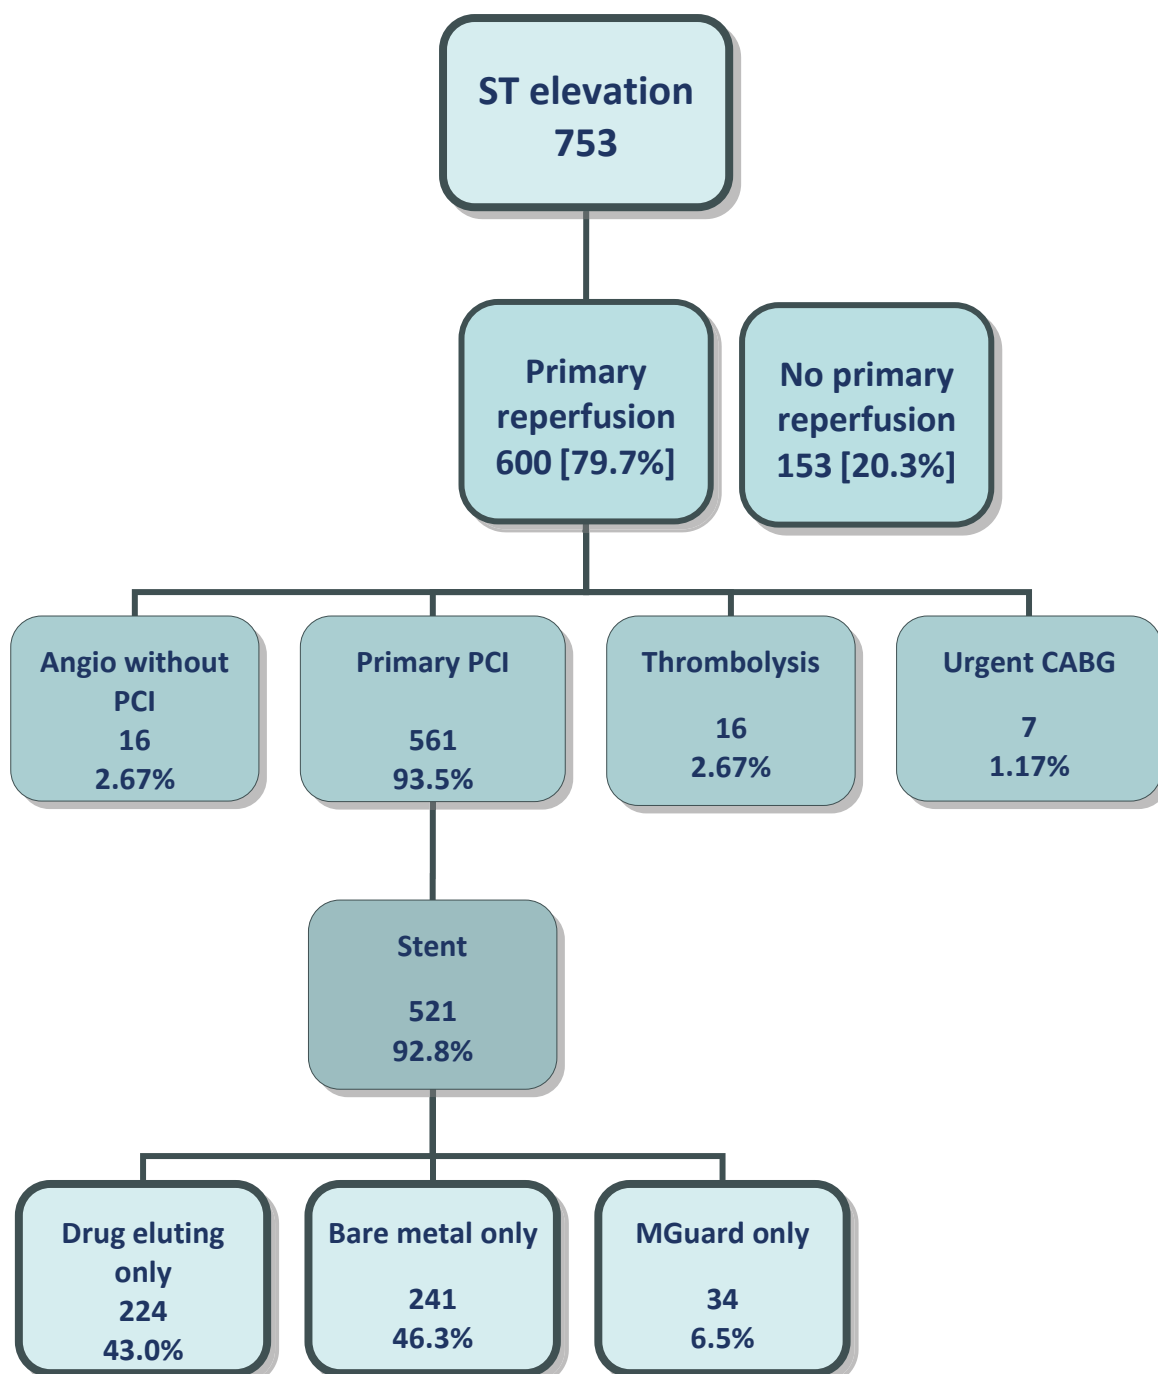 ST elevation
753
Primary
reperfusion
600 [79.7%]
No primary
reperfusion
153 [20.3%]
Angio without
PCI
16
2.67%
Primary PCI
561
93.5%
Thrombolysis
16
2.67%
Urgent CABG
7
1.17%
Stent
521
92.8%
Drug eluting
only
224
43.0%
Bare metal only
241
46.3%
MGuard only
34
6.5%